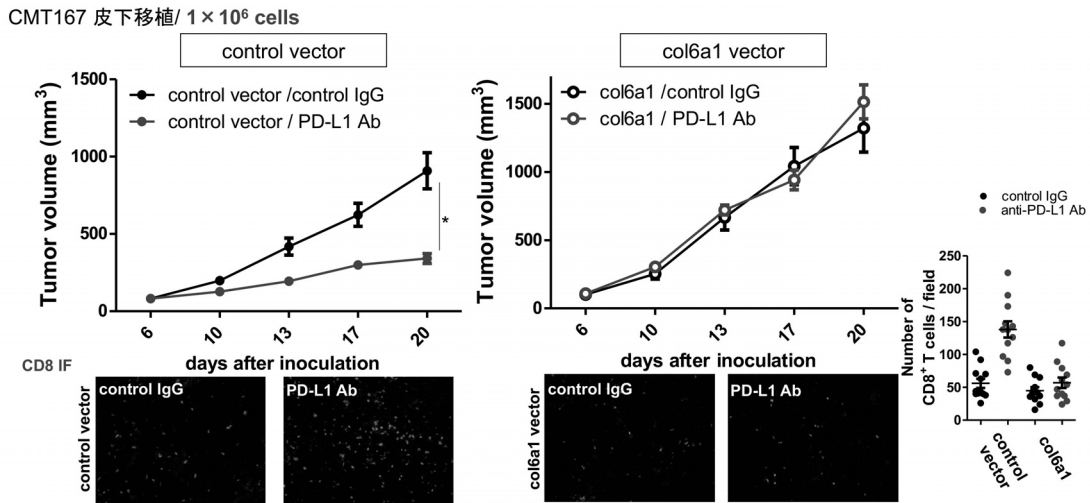 CMT167 皮下移植/ 1×10⁶ cells
control vector
Tumor volume (mm³)
1500
1000
500
0
control vector /control IgG
control vector / PD-L1 Ab
*
6
10
13
17
20
days after inoculation
col6a1 vector
Tumor volume (mm³)
1500
1000
500
0
col6a1 /control IgG
col6a1 / PD-L1 Ab
6
10
13
17
20
days after inoculation
control IgG
anti-PD-L1 Ab
Number of
CD8⁺ T cells / field
250
200
150
100
50
0
control
vector
col6a1
CD8 IF
control vector
control IgG
PD-L1 Ab
col6a1 vector
control IgG
PD-L1 Ab